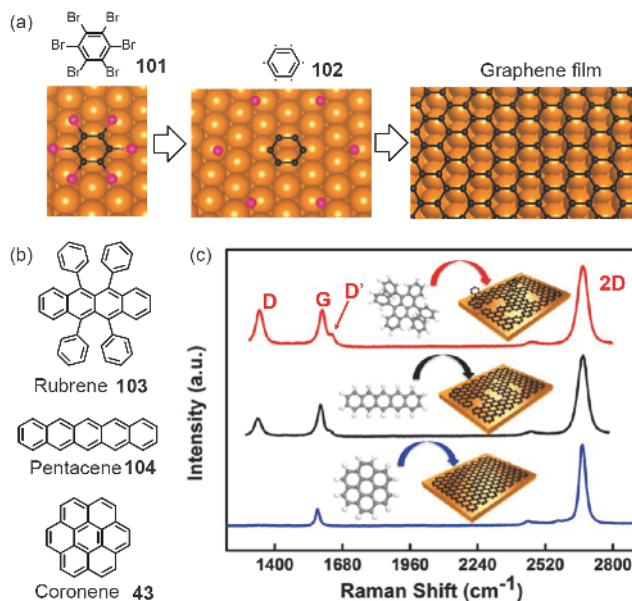 (a)
Br Br
Br Br
Br Br
101
102
Graphene film
(b)
Rubrene 103
Pentacene 104
Coronene 43
(c)
D
G
D'
2D
Intensity (a.u.)
1400 1680 1960 2240 2520 2800
Raman Shift (cm-1)